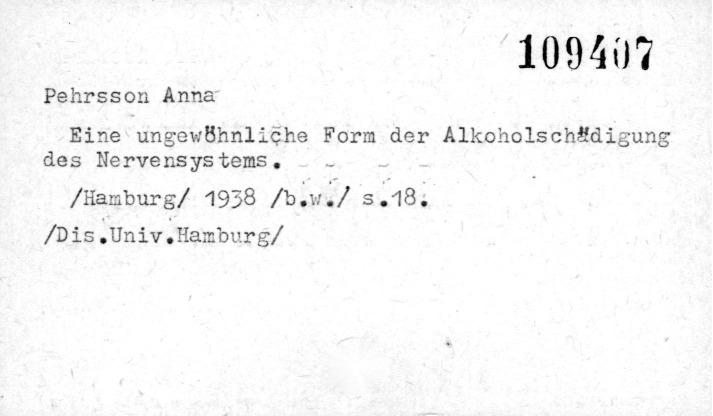 109407
Pehrsson Anna
Eine ungewöhnliche Form der Alkoholschädigung
des Nervensystems.
/Hamburg/ 1938 /b.w./ s.18.
/Dis.Univ.Hamburg/